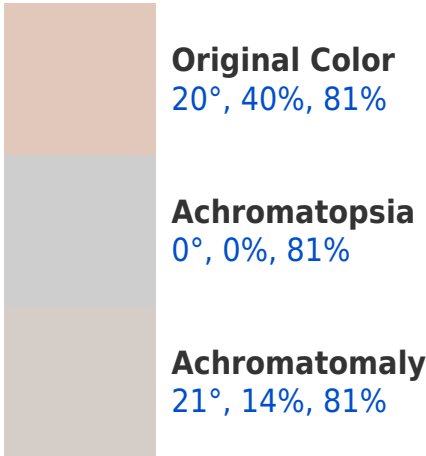 Original Color
20°, 40%, 81%
Achromatopsia
0°, 0%, 81%
Achromatomaly
21°, 14%, 81%